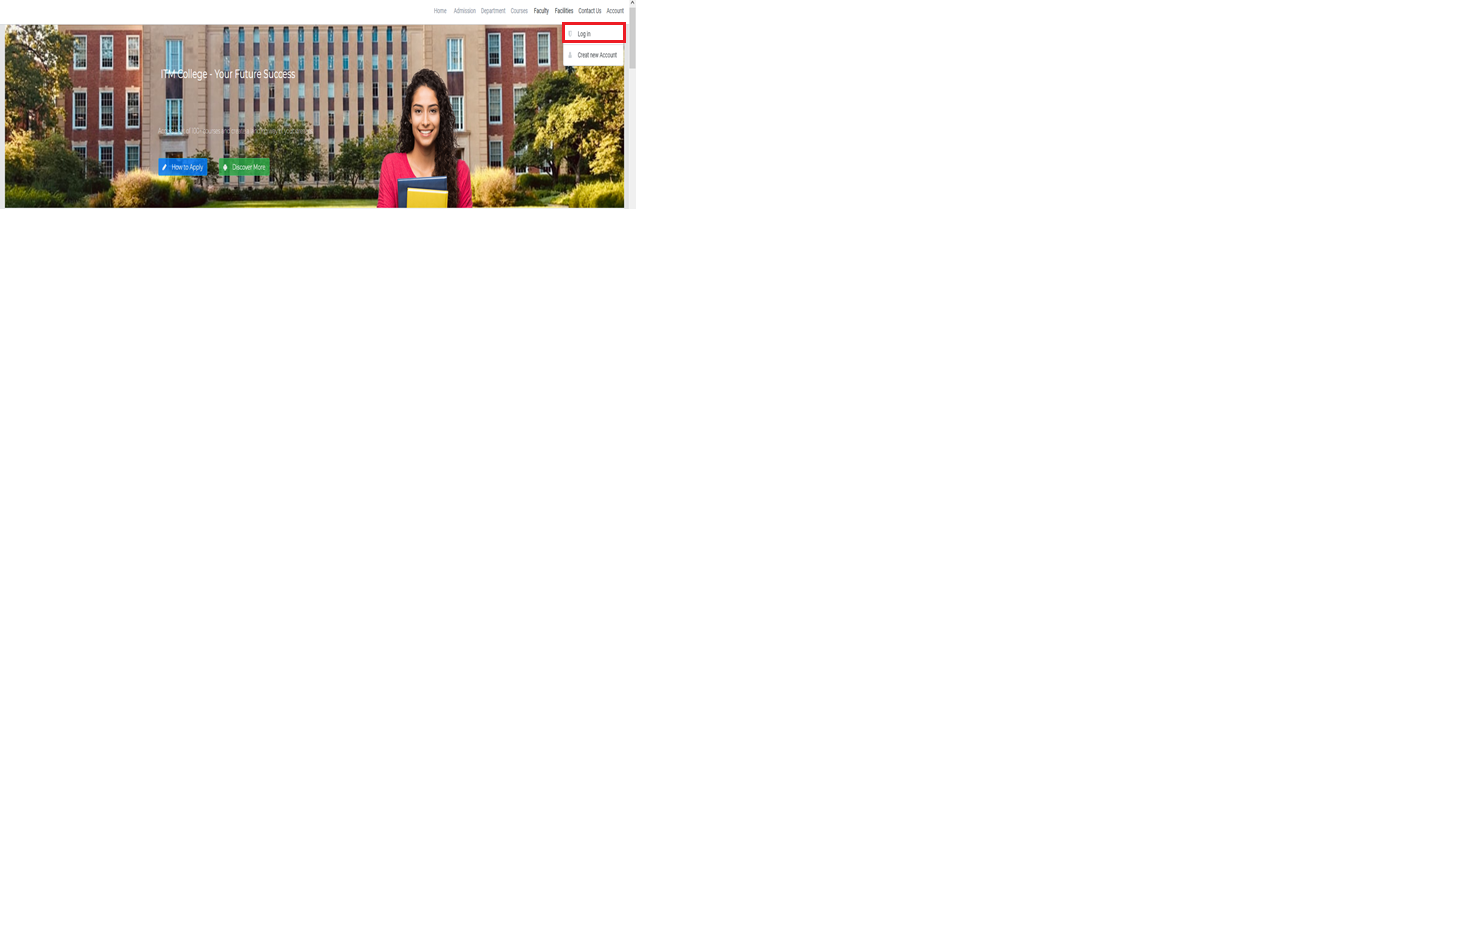 Home Admission Department Courses Faculty Facilities Contact Us Account
Log in
Creat new Account
ITM College - Your Future Success
How to Apply
Discover More